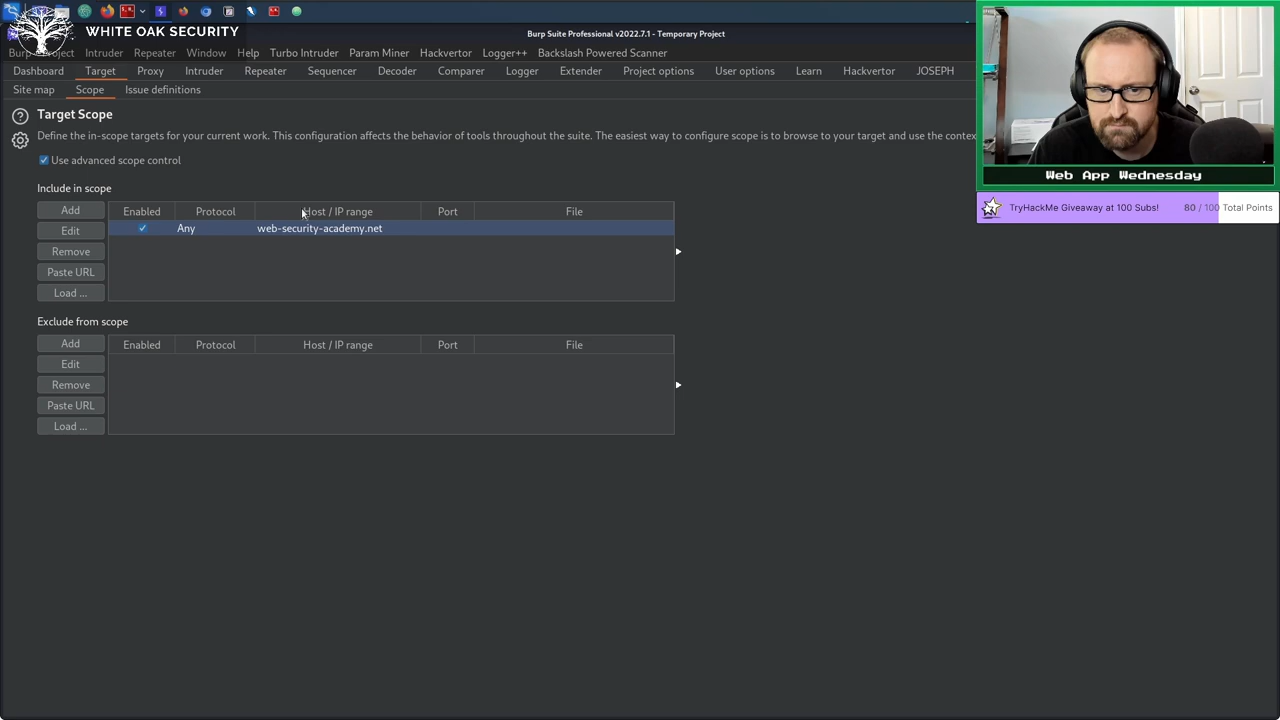 WHITE OAK SECURITY
Burp Suite Professional v2022.7.1 - Temporary Project
Burp Project Intruder Repeater Window Help Turbo Intruder Param Miner Hackvertor Logger++ Backslash Powered Scanner
Dashboard Target Proxy Intruder Repeater Sequencer Decoder Comparer Logger Extender Project options User options Learn Hackvertor JOSEPH
Site map Scope Issue definitions
Target Scope
Define the in-scope targets for your current work. This configuration affects the behavior of tools throughout the suite. The easiest way to configure scope is to browse to your target and use the contex
Use advanced scope control
Include in scope
Add
Edit
Remove
Paste URL
Load ...
Enabled Protocol Host / IP range Port File
Any web-security-academy.net
Exclude from scope
Add
Edit
Remove
Paste URL
Load ...
Enabled Protocol Host / IP range Port File
Web App Wednesday
TryHackMe Giveaway at 100 Subs! 80 / 100 Total Points